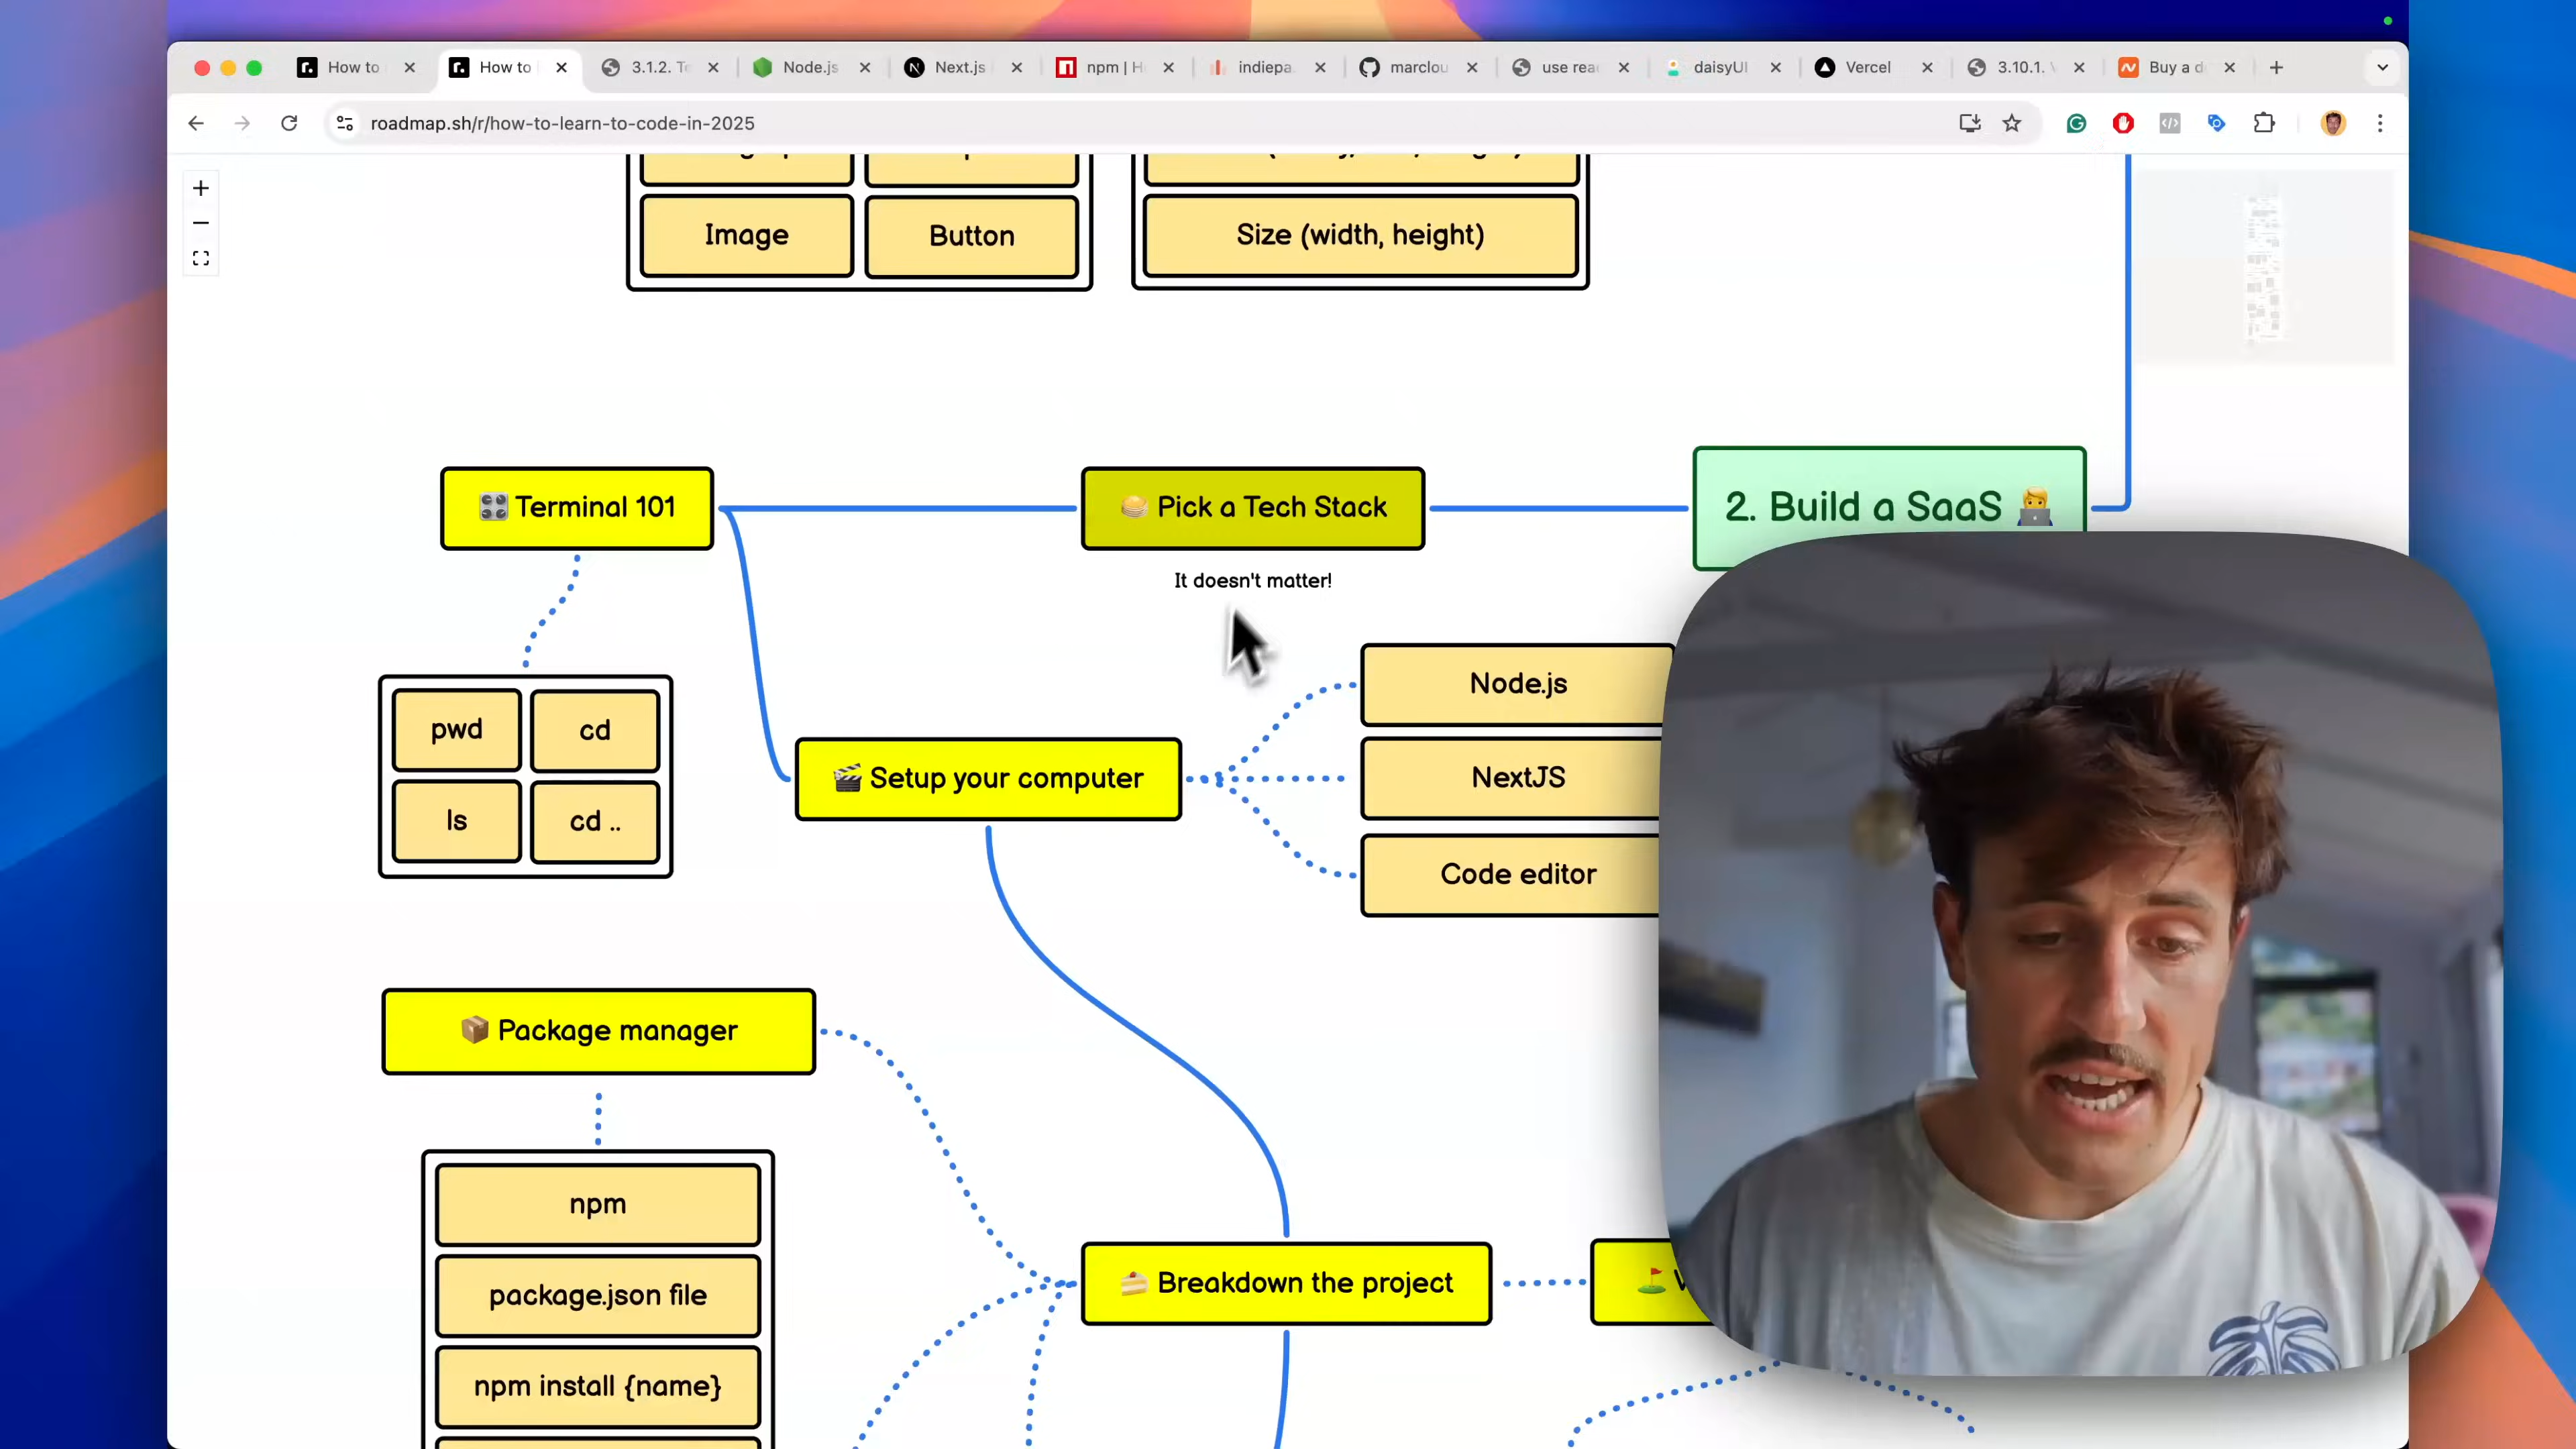 How to
How to
3.1.2. Te
Node.js
Next.js
npm | H
indiepa
marclou
use rea
daisyUI
Vercel
3.10.1. V
Buy a d
roadmap.sh/r/how-to-learn-to-code-in-2025
Image
Button
Size (width, height)
Terminal 101
Pick a Tech Stack
2. Build a SaaS
It doesn't matter!
Node.js
pwd
cd
Setup your computer
NextJS
ls
cd ..
Code editor
Package manager
npm
Breakdown the project
package.json file
npm install {name}